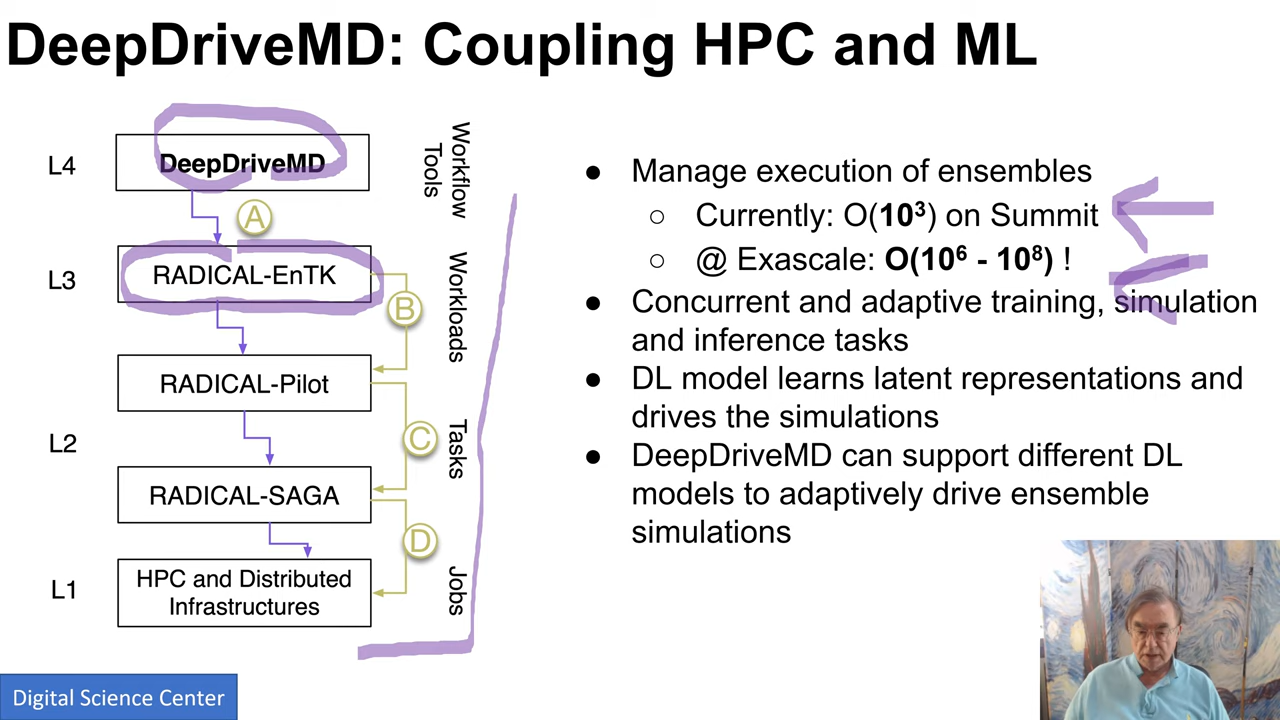 DeepDriveMD: Coupling HPC and ML
L4
DeepDriveMD
Workflow
Tools
A
L3
RADICAL-EnTK
B
Workloads
RADICAL-Pilot
L2
C
Tasks
RADICAL-SAGA
D
L1
HPC and Distributed
Infrastructures
Jobs
● Manage execution of ensembles
○ Currently: O(10³) on Summit
○ @ Exascale: O(10⁶ - 10⁸) !
● Concurrent and adaptive training, simulation
and inference tasks
● DL model learns latent representations and
drives the simulations
● DeepDriveMD can support different DL
models to adaptively drive ensemble
simulations
Digital Science Center